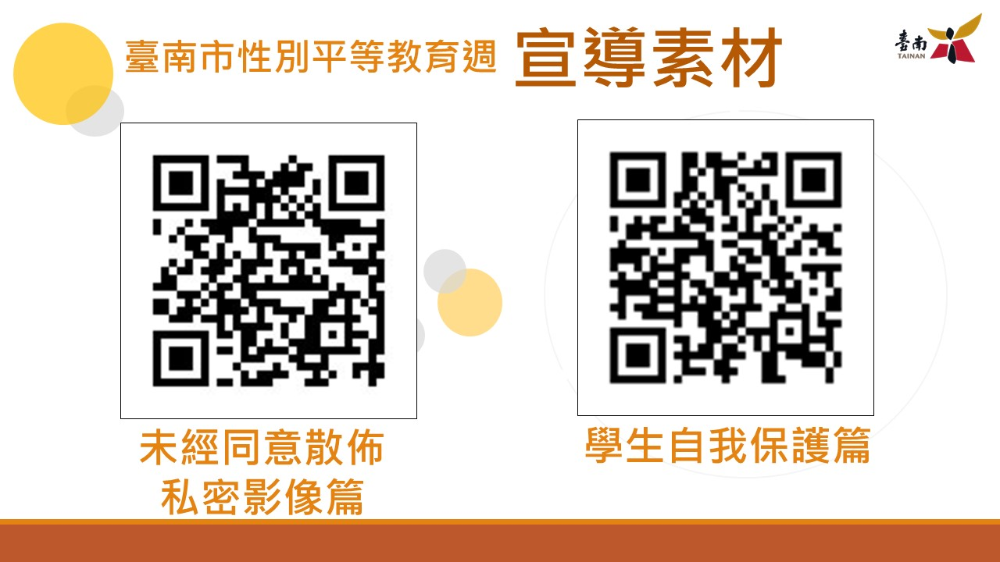 臺南市性別平等教育週 宣導素材
臺南
TAINAN
未經同意散佈
私密影像篇
學生自我保護篇